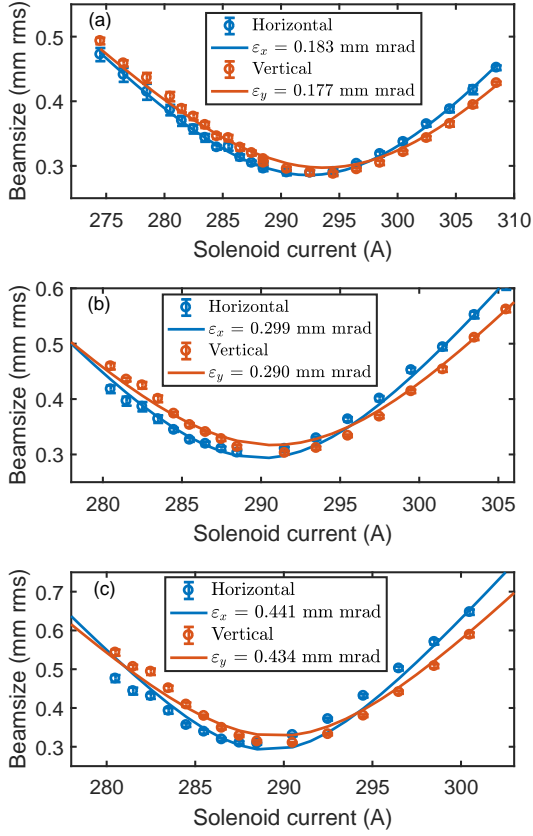 (a)
Horizontal
εx = 0.183 mm mrad
Vertical
εy = 0.177 mm mrad
0.5
0.4
0.3
Beamsize (mm rms)
275 280 285 290 295 300 305 310
Solenoid current (A)
(b)
Horizontal
εx = 0.299 mm mrad
Vertical
εy = 0.290 mm mrad
0.6
0.5
0.4
0.3
Beamsize (mm rms)
280 285 290 295 300 305
Solenoid current (A)
(c)
Horizontal
εx = 0.441 mm mrad
Vertical
εy = 0.434 mm mrad
0.7
0.6
0.5
0.4
0.3
Beamsize (mm rms)
280 285 290 295 300
Solenoid current (A)